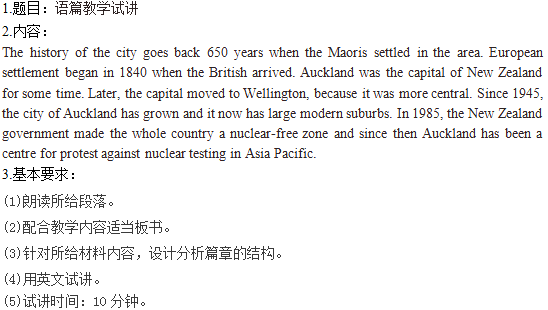 1.题目：语篇教学试讲
2.内容：
The history of the city goes back 650 years when the Maoris settled in the area. European
settlement began in 1840 when the British arrived. Auckland was the capital of New Zealand
for some time. Later, the capital moved to Wellington, because it was more central. Since 1945,
the city of Auckland has grown and it now has large modern suburbs. In 1985, the New Zealand
government made the whole country a nuclear-free zone and since then Auckland has been a
centre for protest against nuclear testing in Asia Pacific.
3.基本要求：
(1)朗读所给段落。
(2)配合教学内容适当板书。
(3)针对所给材料内容，设计分析篇章的结构。
(4)用英文试讲。
(5)试讲时间：10 分钟。